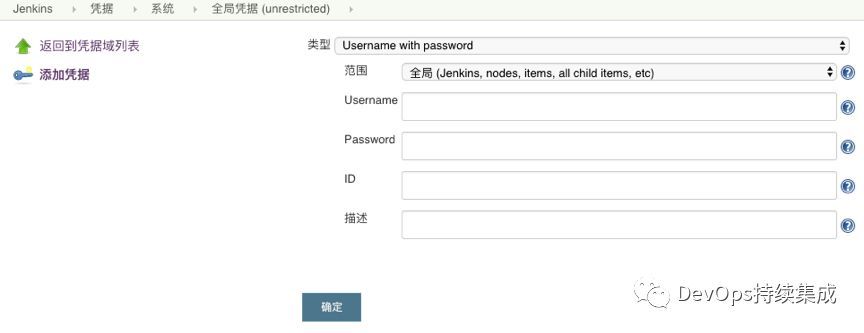 Jenkins 凭据 系统 全局凭据 (unrestricted)
返回到凭据域列表
添加凭据
类型 Username with password
范围 全局 (Jenkins, nodes, items, all child items, etc)
Username
Password
ID
描述
确定
DevOps持续集成